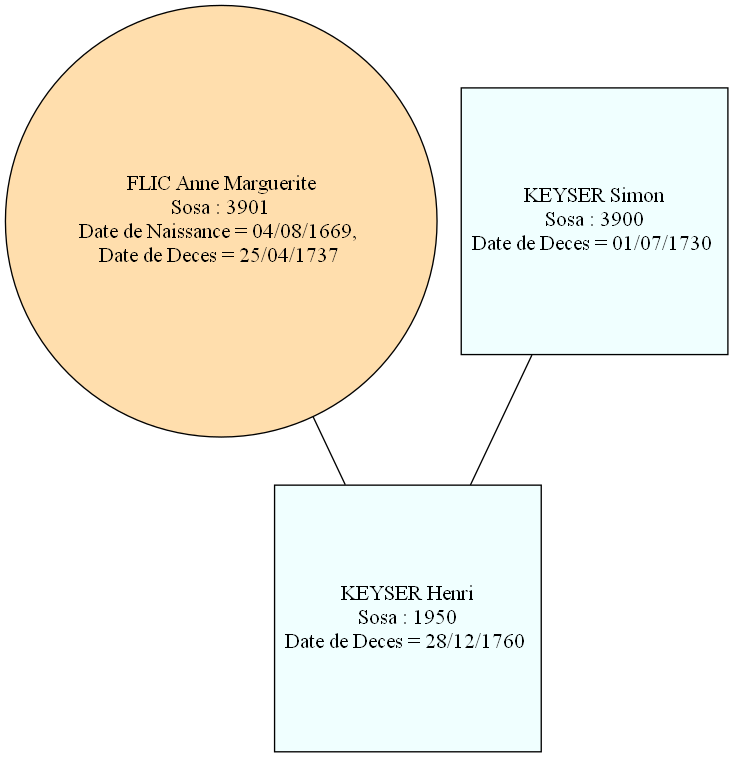 FLIC Anne Marguerite
Sosa : 3901
Date de Naissance = 04/08/1669,
Date de Deces = 25/04/1737
KEYSER Simon
Sosa : 3900
Date de Deces = 01/07/1730
KEYSER Henri
Sosa : 1950
Date de Deces = 28/12/1760